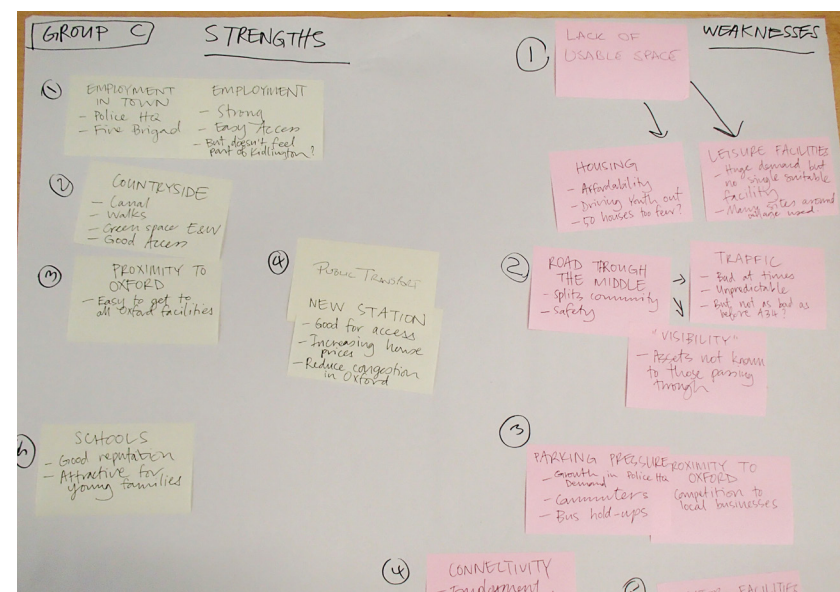 GROUP C
STRENGTHS
WEAKNESSES
1
EMPLOYMENT
IN TOWN
- Police HQ
- Fire Brigad
EMPLOYMENT
- Strong
- Easy Access
- But doesn't feel
part of Kidlington?
2
COUNTRYSIDE
- Canal
- Walks
- Green space E&W
- Good Access
3
PROXIMITY TO
OXFORD
- Easy to get to
all Oxford facilities
4
PUBLIC TRANSPORT
NEW STATION
- Good for access
- Increasing house
prices
- Reduce congestion
in Oxford
SCHOOLS
- Good reputation
- Attractive for
young families
1
LACK OF
USABLE SPACE
HOUSING
- Affordability
- Driving youth out
- 50 houses too fear?
LEISURE FACILITIES
- Huge demand but
no single suitable
facility
- Many sites around
village used
2
ROAD THROUGH
THE MIDDLE
- Splits community
- Safety
TRAFFIC
- Bad at times
- Unpredictable
- But not as bad as
before A34?
"VISIBILITY"
- Assets not known
to those passing
through
3
PARKING PRESSURE
- Growth in Police HQ
Demand
- Commuters
- Bus hold-ups
ROXIMITY TO
OXFORD
competition to
local businesses
4
CONNECTIVITY
- Employment
FACILITIES